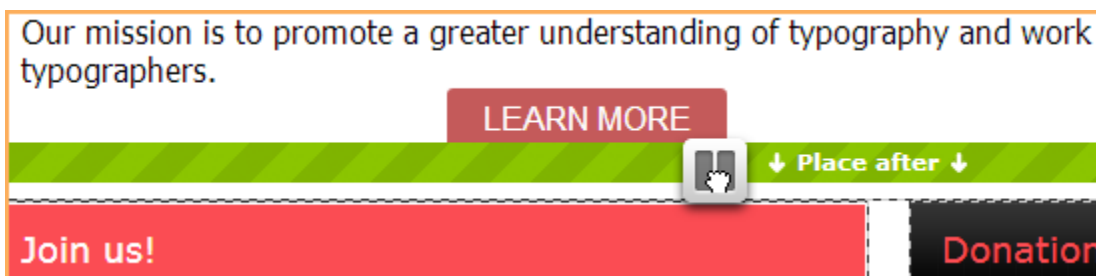 Our mission is to promote a greater understanding of typography and work
typographers.
LEARN MORE
↓ Place after ↓
Join us!
Donation